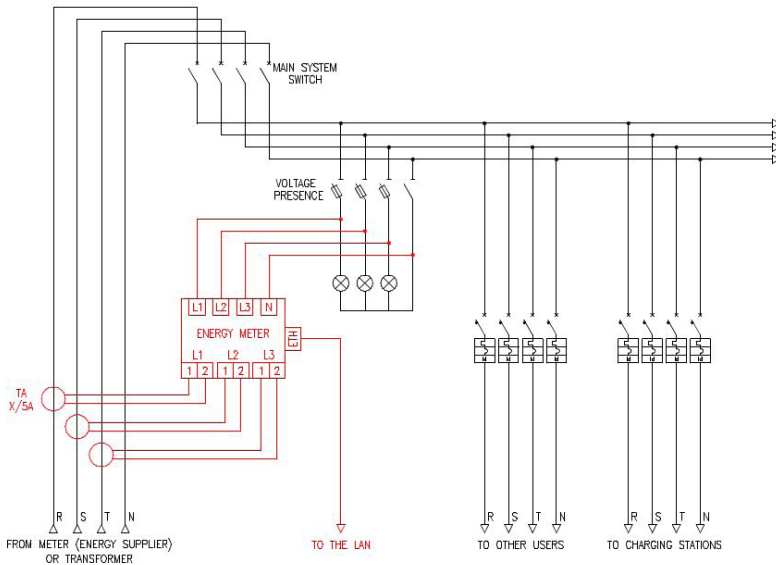 MAIN SYSTEM
SWITCH
VOLTAGE
PRESENCE
L1 L2 L3 N
ENERGY METER
ETH
L1 L2 L3
1 2 1 2 1 2
TA
X/5A
R S T N
FROM METER (ENERGY SUPPLIER)
OR TRANSFORMER
TO THE LAN
R S T N
TO OTHER USERS
R S T N
TO CHARGING STATIONS